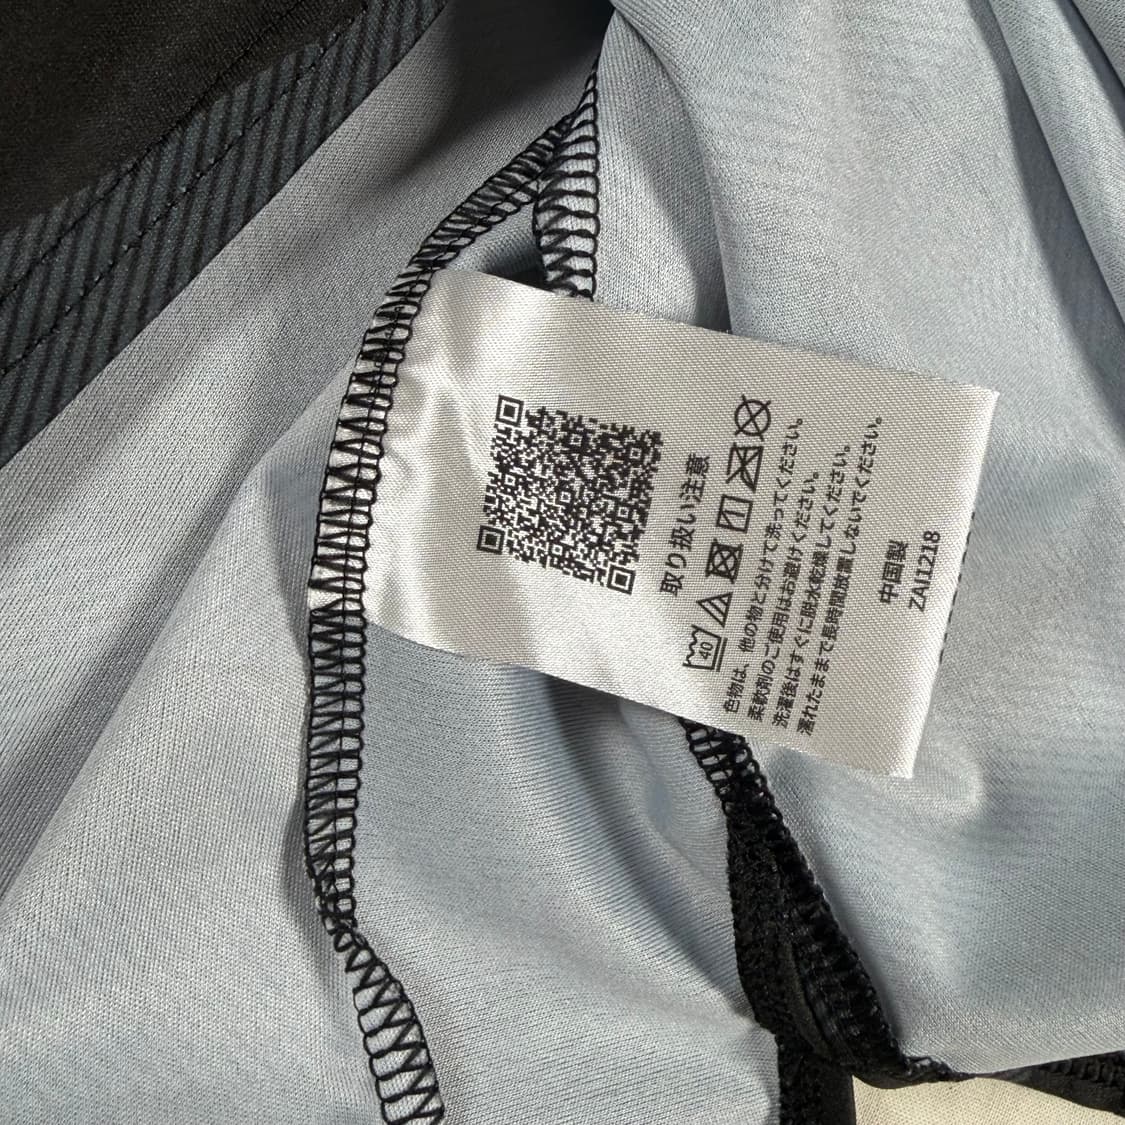 取り扱い注意
40
色物は、他の物と分けて洗ってください。
柔軟剤のご使用はお避けください。
洗濯後はすぐに脱水乾燥してください。
濡れたままで長時間放置しないでください。
中国製
ZAI1218